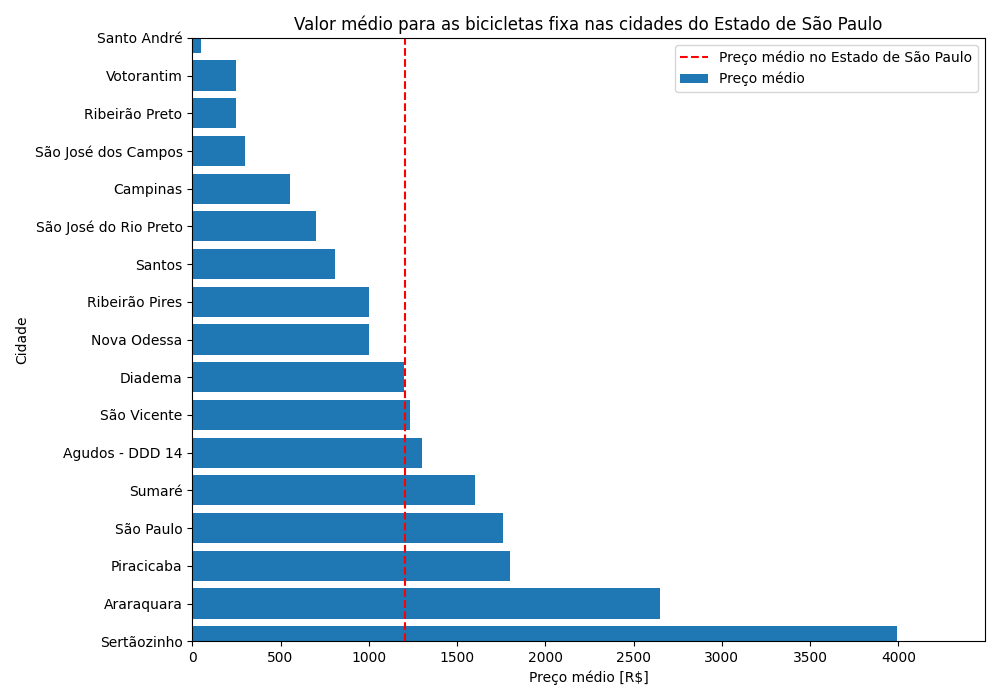 Valor médio para as bicicletas fixa nas cidades do Estado de São Paulo
Preço médio no Estado de São Paulo
Preço médio
Cidade
Santo André
Votorantim
Ribeirão Preto
São José dos Campos
Campinas
São José do Rio Preto
Santos
Ribeirão Pires
Nova Odessa
Diadema
São Vicente
Agudos - DDD 14
Sumaré
São Paulo
Piracicaba
Araraquara
Sertãozinho
0 500 1000 1500 2000 2500 3000 3500 4000
Preço médio [R$]